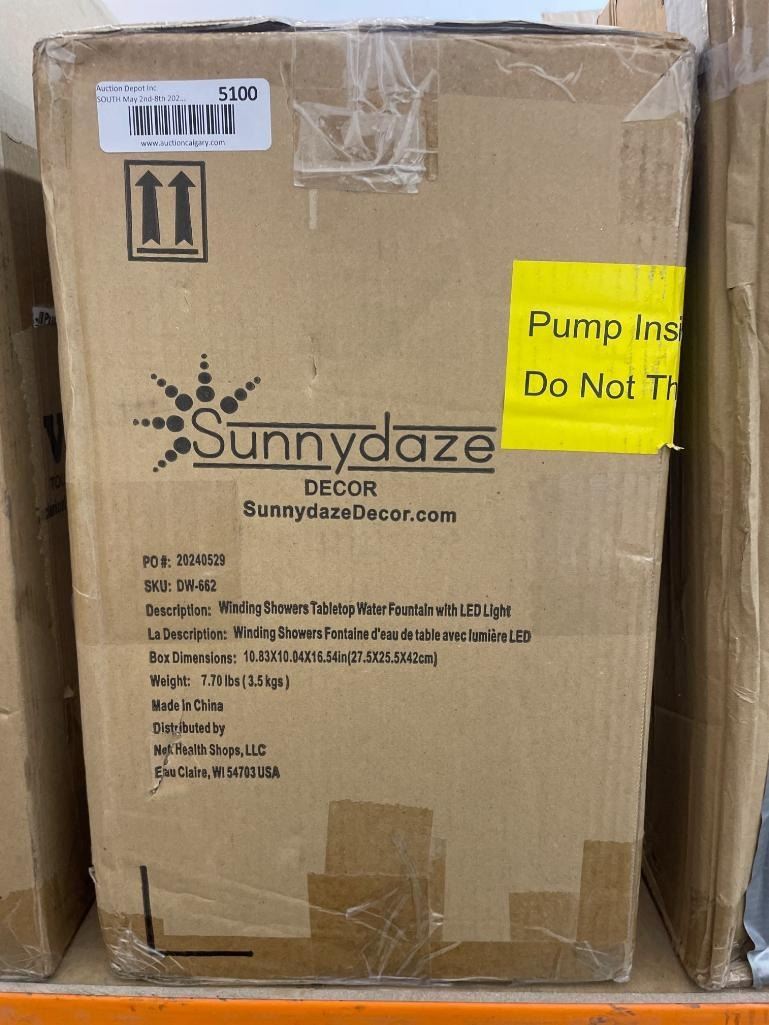 Auction Depot Inc
SOUTH May 2nd-8th 202...
5100
www.auctioncalgary.com
Pump Insi
Do Not Th
Sunnydaze
DECOR
SunnydazeDecor.com
PO#: 20240529
SKU: DW-662
Description: Winding Showers Tabletop Water Fountain with LED Light
La Description: Winding Showers Fontaine d'eau de table avec lumière LED
Box Dimensions: 10.83X10.04X16.54in(27.5X25.5X42cm)
Weight: 7.70 lbs (3.5 kgs)
Made in China
Distributed by
Net Health Shops, LLC
Eau Claire, WI 54703 USA